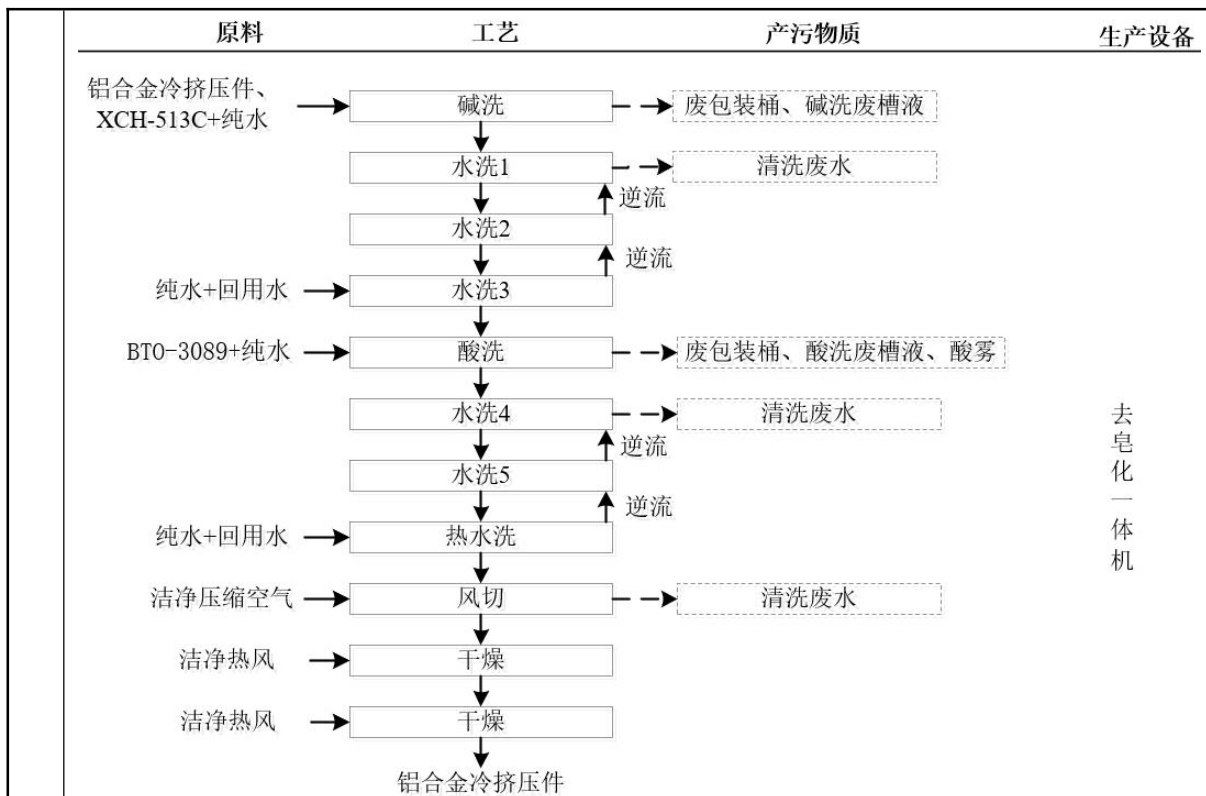 原料 工艺 产污物质 生产设备
铝合金冷挤压件、
XCH-513C+纯水 碱洗 废包装桶、碱洗废槽液
水洗1 清洗废水
逆流
水洗2
逆流
纯水+回用水 水洗3
BTO-3089+纯水 酸洗 废包装桶、酸洗废槽液、酸雾
水洗4 清洗废水
逆流
水洗5
逆流
纯水+回用水 热水洗
洁净压缩空气 风切 清洗废水
洁净热风 干燥
洁净热风 干燥
铝合金冷挤压件
去皂化一体机